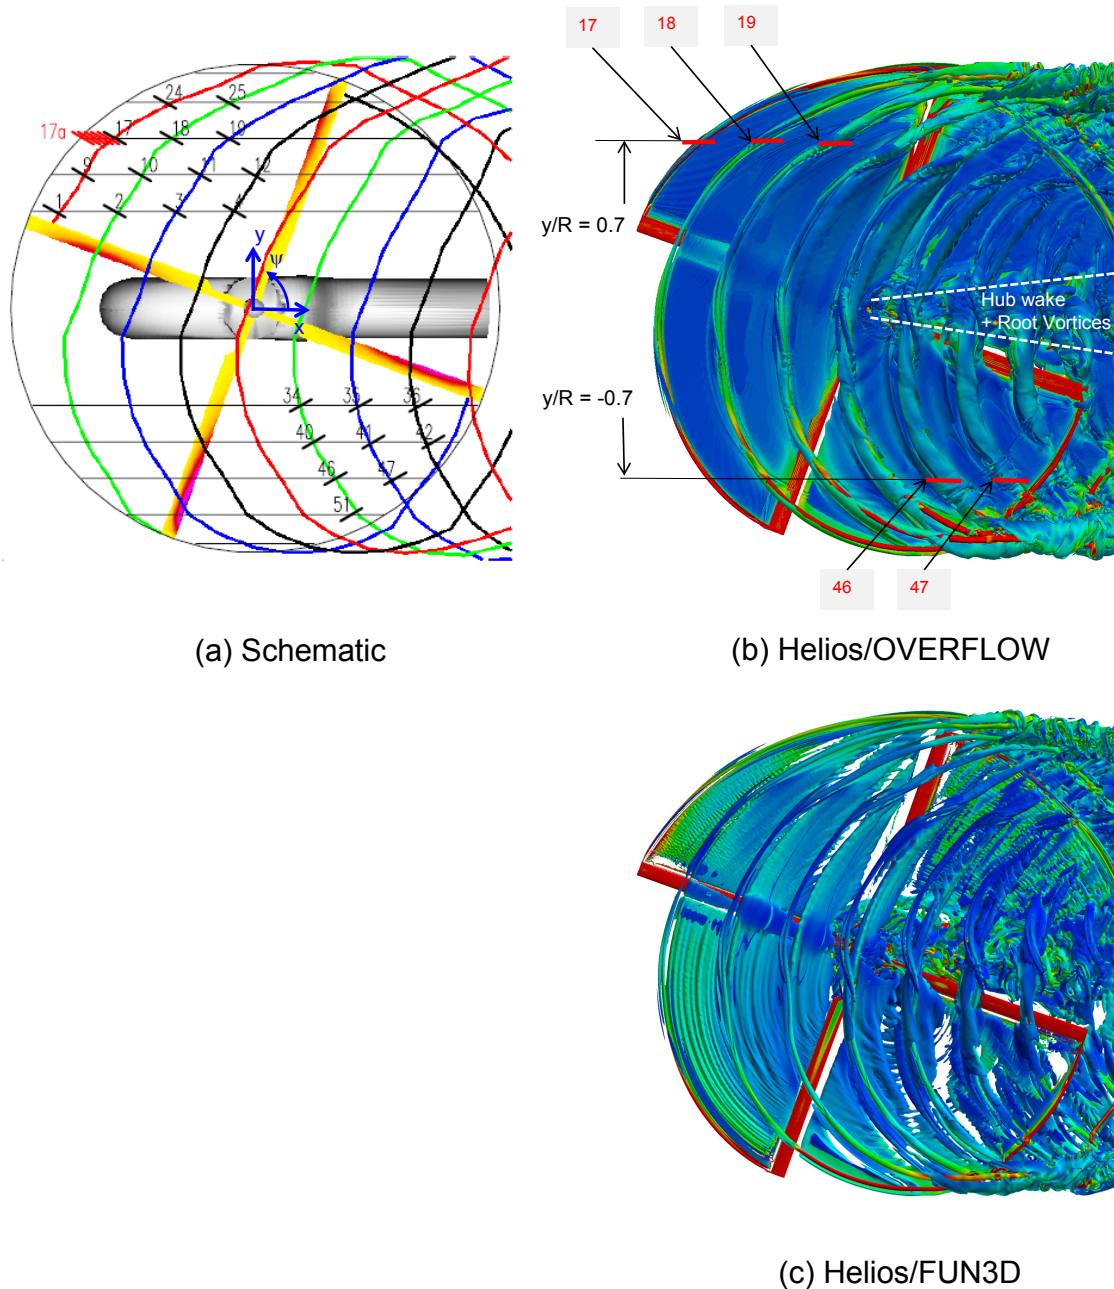 17
18
19
24
25
17a
17
18
19
9
10
11
12
1
2
3
4
y
ψ
x
34
35
36
40
41
42
46
47
51
y/R = 0.7
Hub wake
+ Root Vortices
y/R = -0.7
46
47
(a) Schematic
(b) Helios/OVERFLOW
(c) Helios/FUN3D